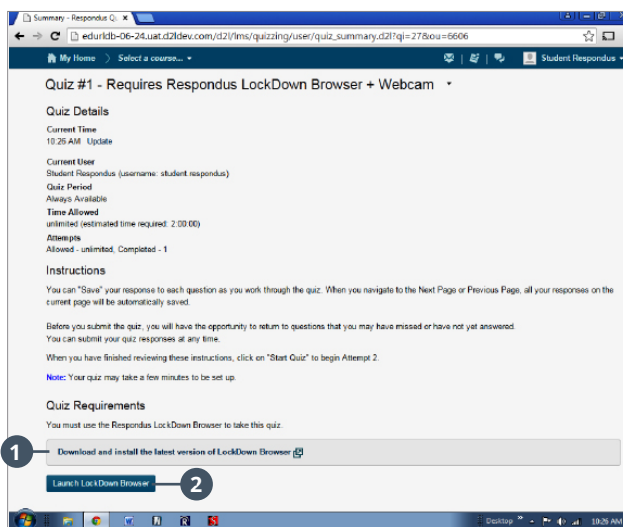 Summary - Respondus Q
edurldb-06-24.uat.d2ldev.com/d2l/lms/quizzing/user/quiz_summary.d2l?qi=27&ou=6606
My Home
Select a course...
Student Respondus
Quiz #1 - Requires Respondus LockDown Browser + Webcam
Quiz Details
Current Time
10:26 AM Update
Current User
Student Respondus (username: student.respondus)
Quiz Period
Always Available
Time Allowed
unlimited (estimated time required: 2:00:00)
Attempts
Allowed - unlimited, Completed - 1
Instructions
You can "Save" your response to each question as you work through the quiz. When you navigate to the Next Page or Previous Page, all your responses on the
current page will be automatically saved.
Before you submit the quiz, you will have the opportunity to return to questions that you may have missed or have not yet answered.
You can submit your quiz responses at any time.
When you have finished reviewing these instructions, click on "Start Quiz" to begin Attempt 2.
Note: Your quiz may take a few minutes to be set up.
Quiz Requirements
You must use the Respondus LockDown Browser to take this quiz.
1
Download and install the latest version of LockDown Browser
Launch LockDown Browser
2
Desktop
10:26 AM